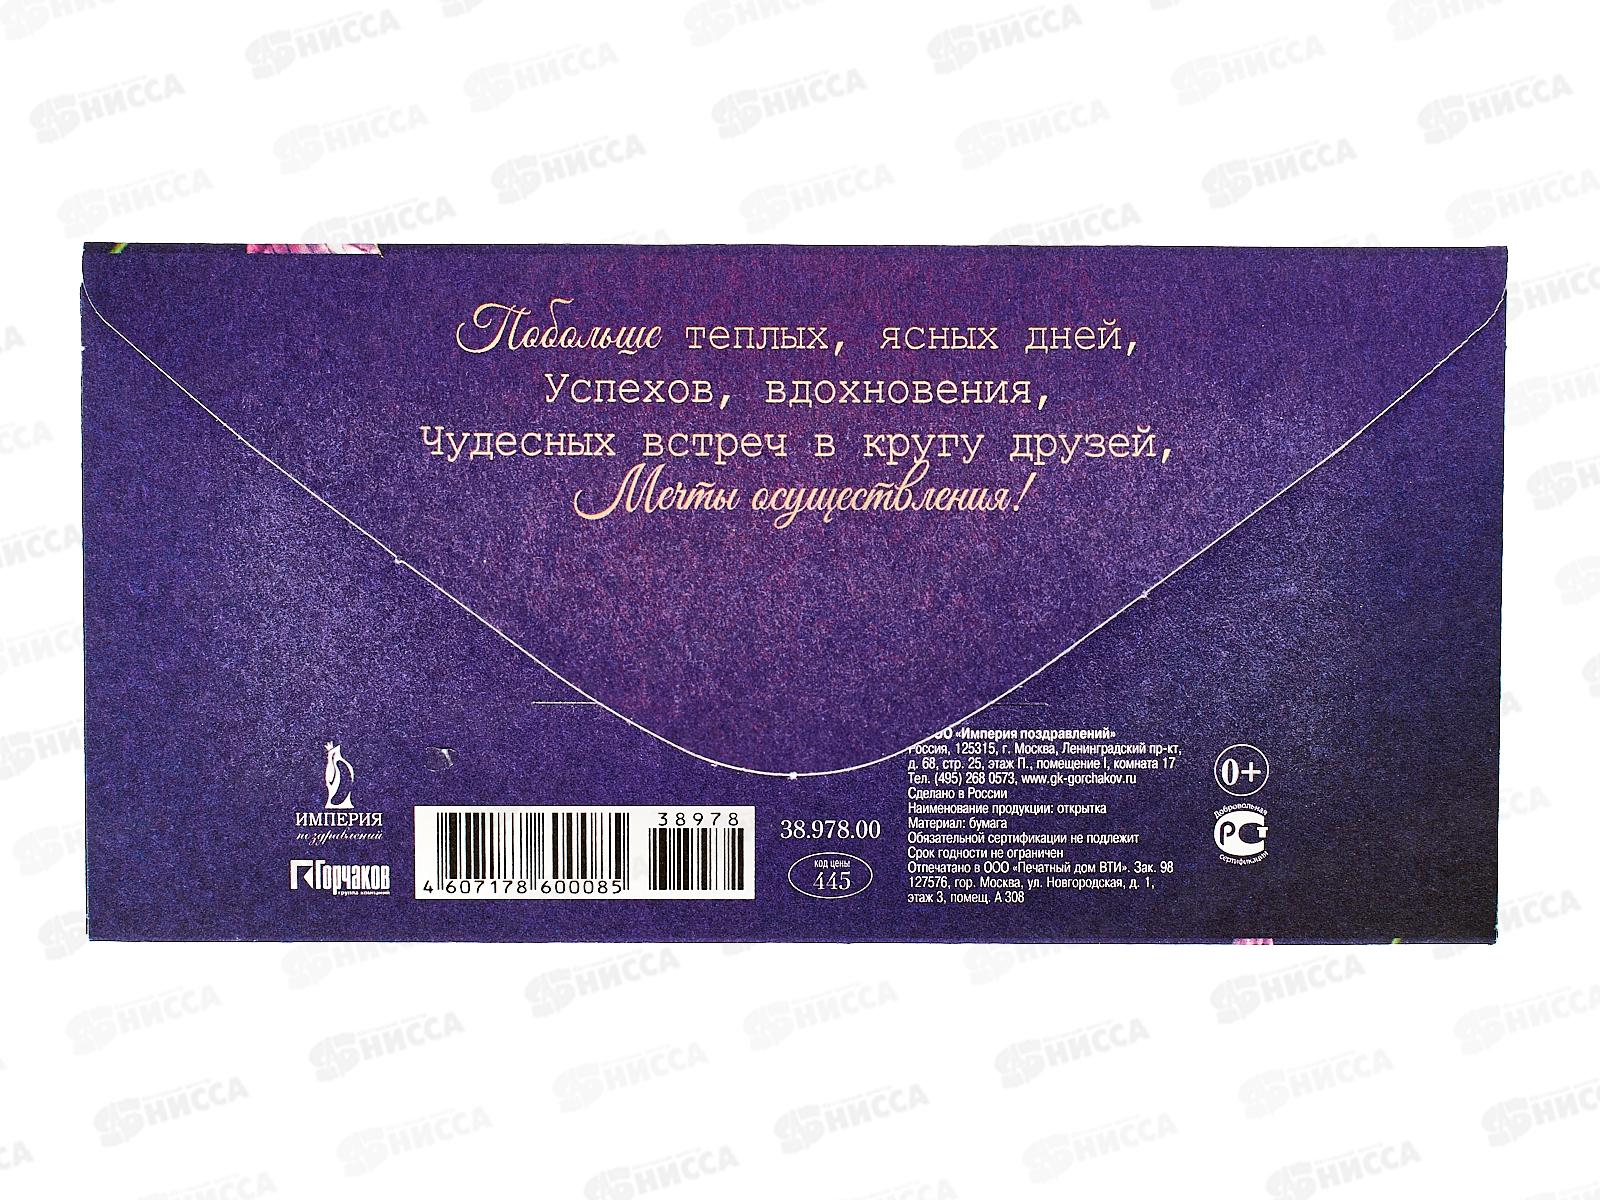 Побольше теплых, ясных дней,
Успехов, вдохновения,
Чудесных встреч в кругу друзей,
Мечты осуществления!
ИМПЕРИЯ
поздравлений
Горчаков
группа компаний
38978
4 607178 600085
38.978.00
код цены
445
ОО «Империя поздравлений»
Россия, 125315, г. Москва, Ленинградский пр-кт,
д. 68, стр. 25, этаж П., помещение I, комната 17
Тел. (495) 268 0573, www.gk-gorchakov.ru
Сделано в России
Наименование продукции: открытка
Материал: бумага
Обязательной сертификации не подлежит
Срок годности не ограничен
Отпечатано в ООО «Печатный дом ВТИ». Зак. 98
127576, гор. Москва, ул. Новгородская, д. 1,
этаж 3, помещ. А 308
0+
Добровольная
РСТ
сертификация
НИССА